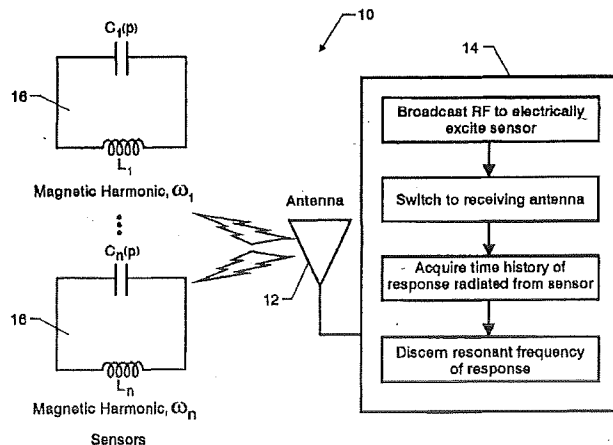 C1(p)
16
L1
Magnetic Harmonic, ω1
Cn(p)
16
Ln
Magnetic Harmonic, ωn
Sensors
10
Antenna
12
14
Broadcast RF to electrically
excite sensor
Switch to receiving antenna
Acquire time history of
response radiated from sensor
Discern resonant frequency
of response